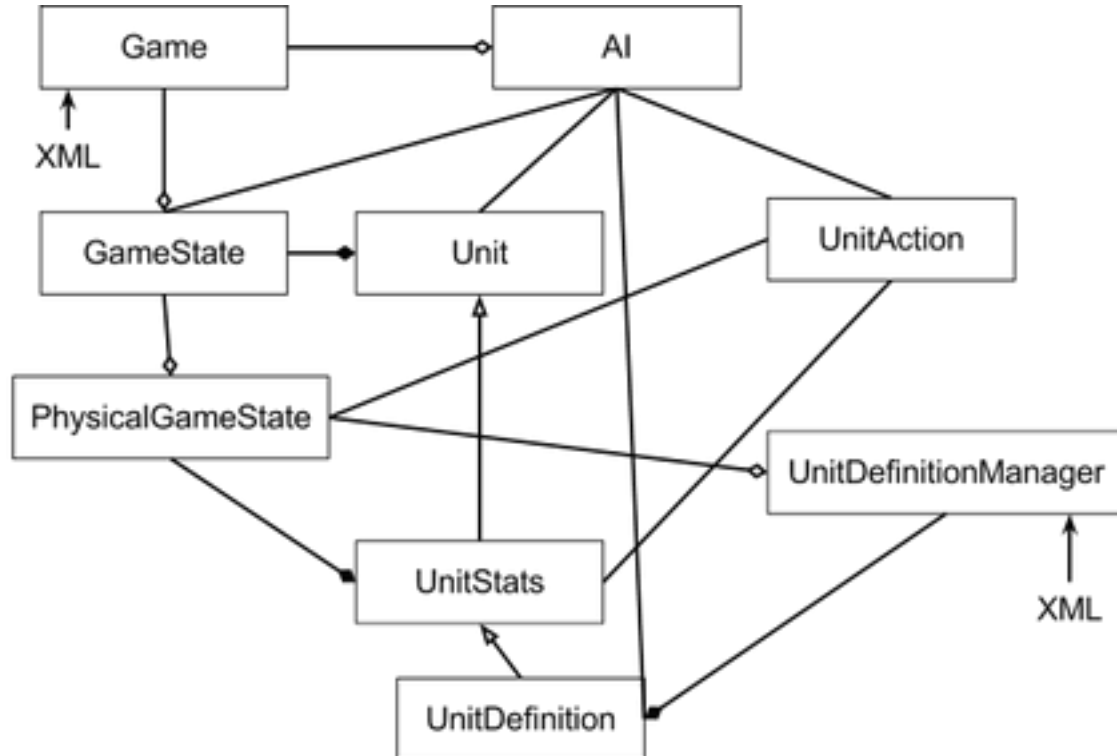 Game
AI
XML
GameState
Unit
UnitAction
PhysicalGameState
UnitDefinitionManager
UnitStats
XML
UnitDefinition